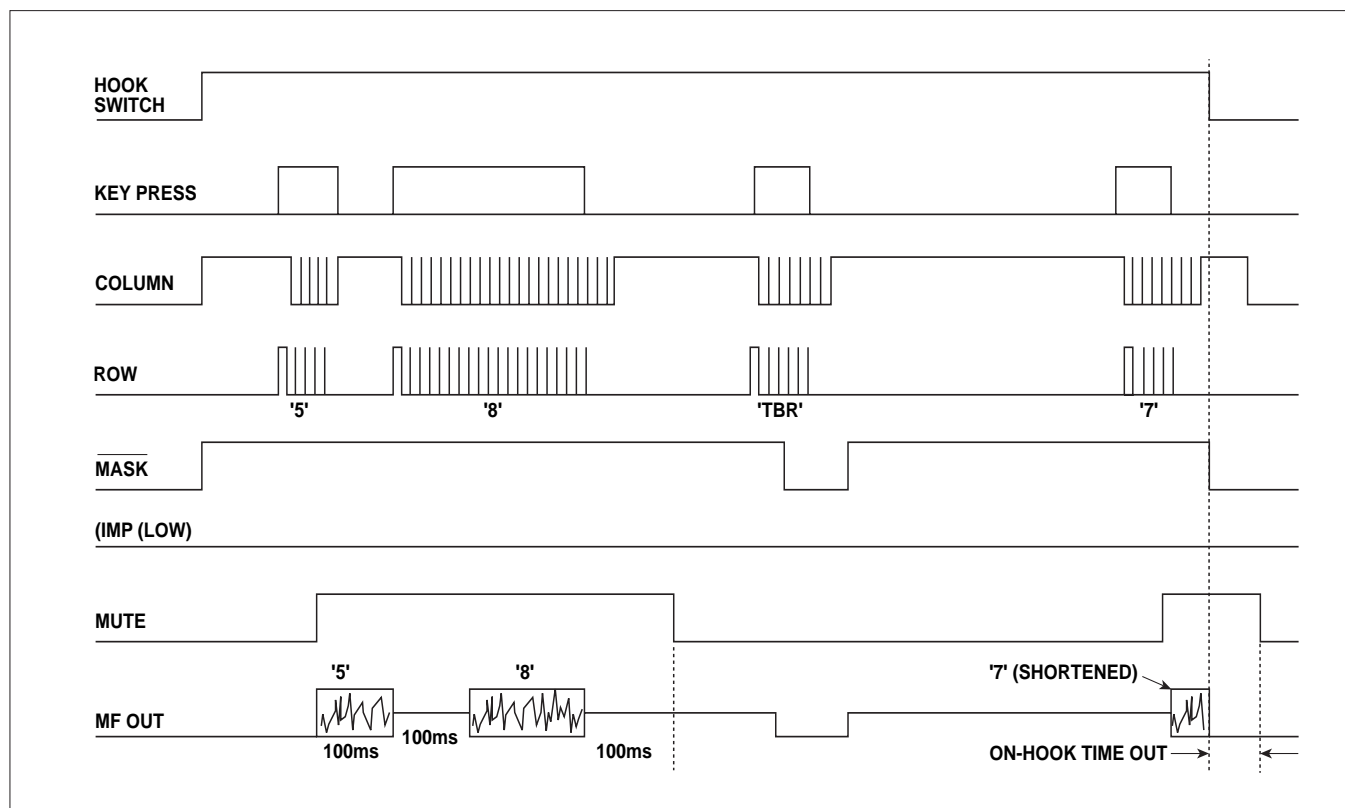 HOOK
SWITCH
KEY PRESS
COLUMN
ROW
'5' '8' 'TBR' '7'
MASK
(IMP (LOW)
MUTE
'5' '8' '7' (SHORTENED)
MF OUT
100ms 100ms 100ms ON-HOOK TIME OUT